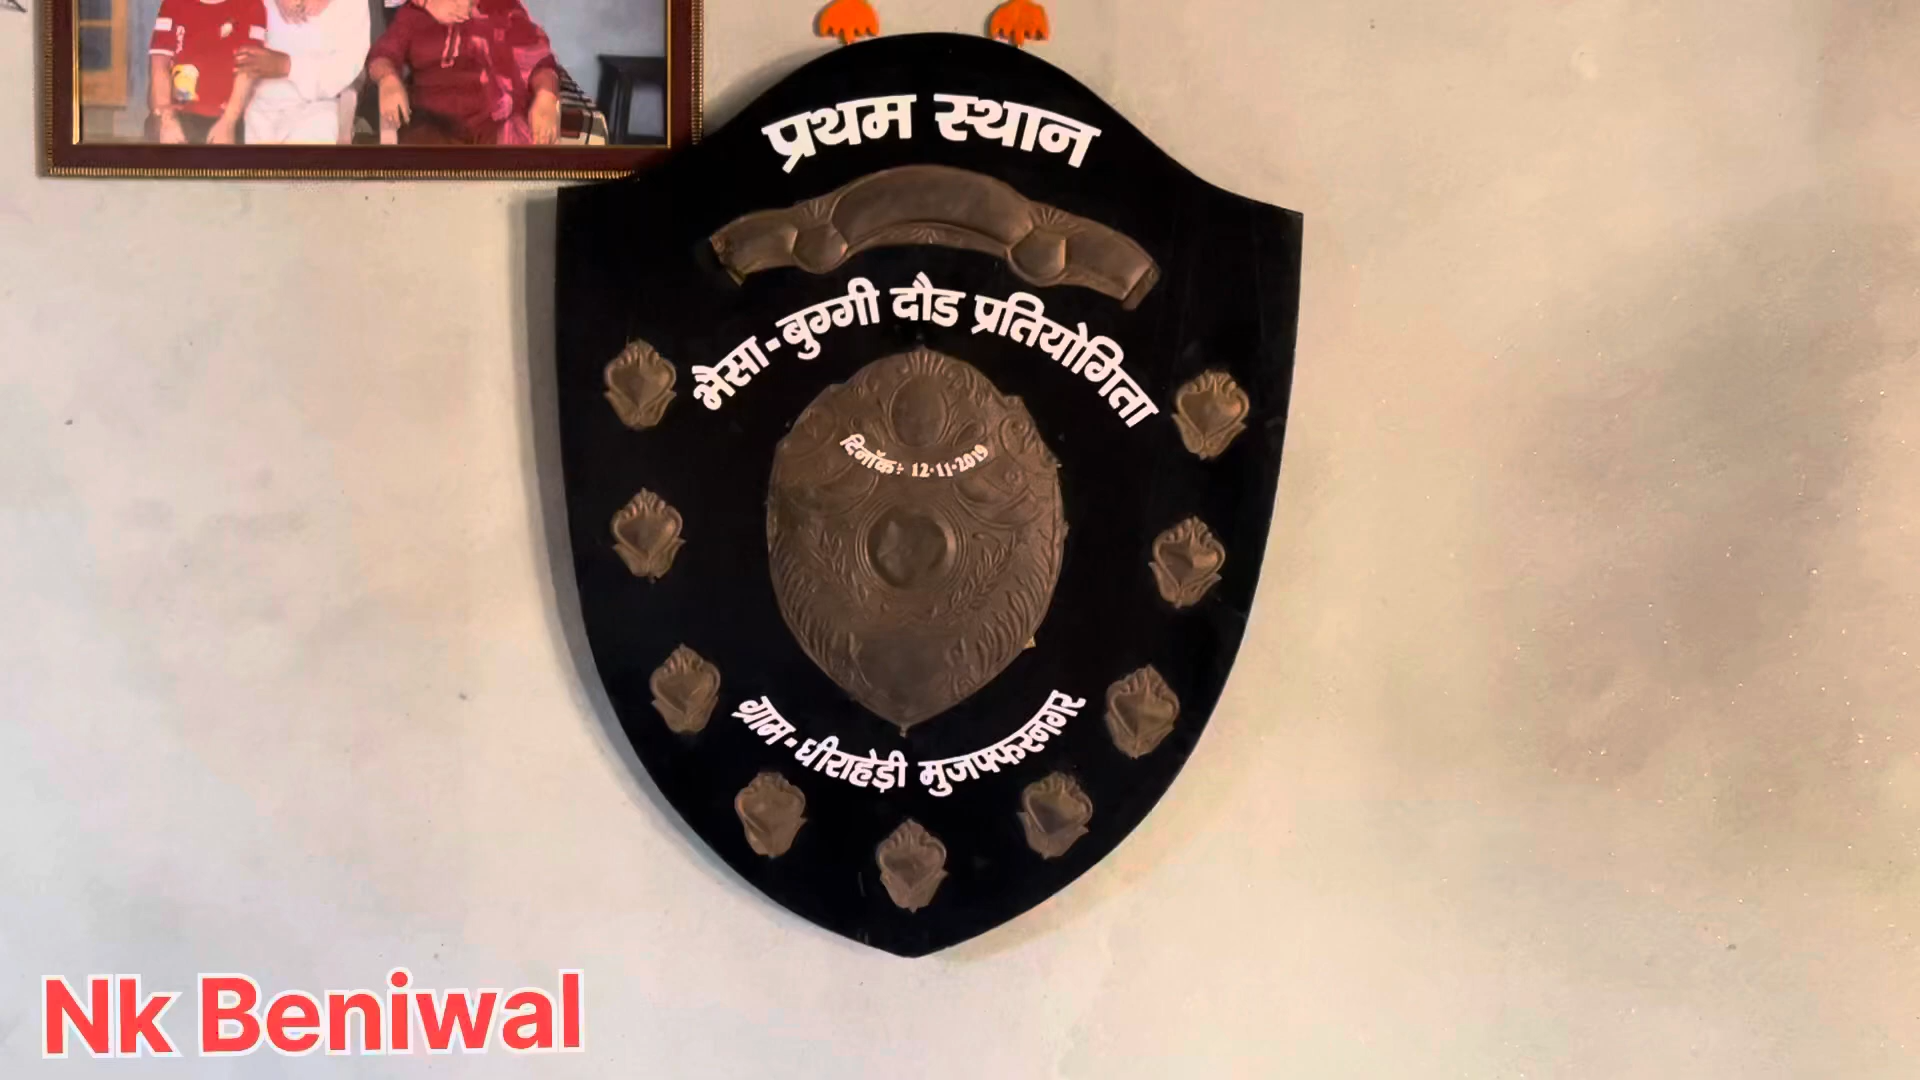 प्रथम स्थान
भैसा-बुग्गी दौड प्रतियोगिता
दिनाँकः 12-11-2019
ग्राम-धीराहेड़ी मुजफ्फरनगर
Nk Beniwal